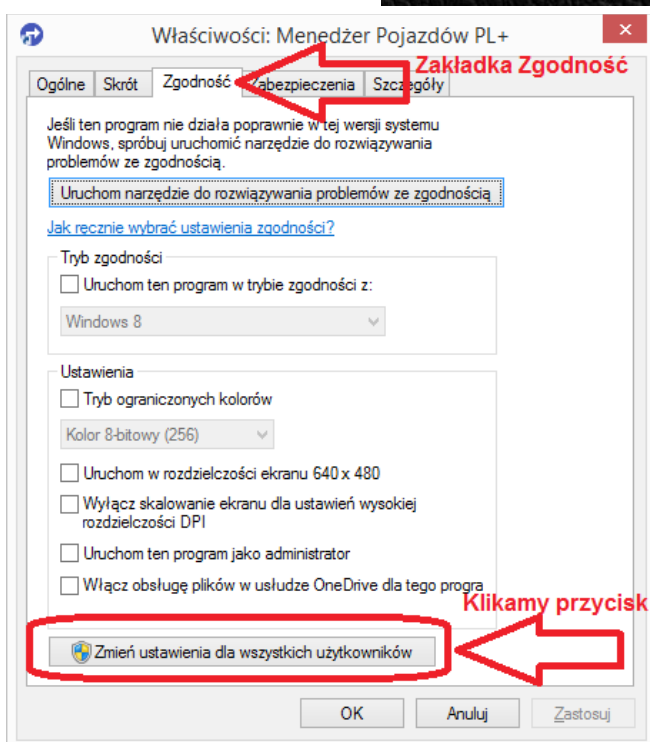 Właściwości: Menedżer Pojazdów PL+
Zakładka Zgodność
Ogólne Skrót Zgodność Zabezpieczenia Szczegóły
Jeśli ten program nie działa poprawnie w tej wersji systemu
Windows, spróbuj uruchomić narzędzie do rozwiązywania
problemów ze zgodnością.
Uruchom narzędzie do rozwiązywania problemów ze zgodnością
Jak ręcznie wybrać ustawienia zgodności?
Tryb zgodności
Uruchom ten program w trybie zgodności z:
Windows 8
Ustawienia
Tryb ograniczonych kolorów
Kolor 8-bitowy (256)
Uruchom w rozdzielczości ekranu 640 x 480
Wyłącz skalowanie ekranu dla ustawień wysokiej
rozdzielczości DPI
Uruchom ten program jako administrator
Włącz obsługę plików w usłudze OneDrive dla tego progra
Klikamy przycisk
Zmień ustawienia dla wszystkich użytkowników
OK Anuluj Zastosuj